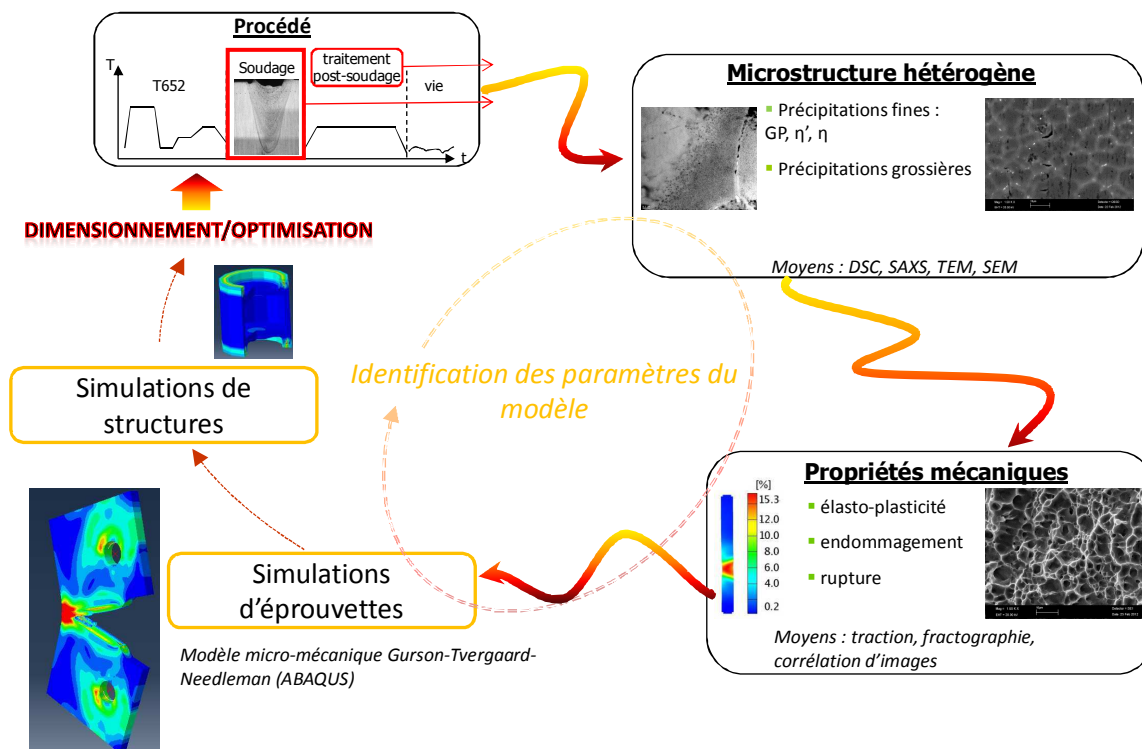 Procédé
T
T652
Soudage
traitement
post-soudage
vie
t
Microstructure hétérogène
Précipitations fines :
GP, η’, η
Précipitations grossières
Moyens : DSC, SAXS, TEM, SEM
DIMENSIONNEMENT/OPTIMISATION
Simulations de
structures
Identification des paramètres du
modèle
Propriétés mécaniques
[%]
15.3
12.0
10.0
8.0
6.0
4.0
0.2
élasto-plasticité
endommagement
rupture
Moyens : traction, fractographie,
corrélation d’images
Simulations
d’éprouvettes
Modèle micro-mécanique Gurson-Tvergaard-
Needleman (ABAQUS)